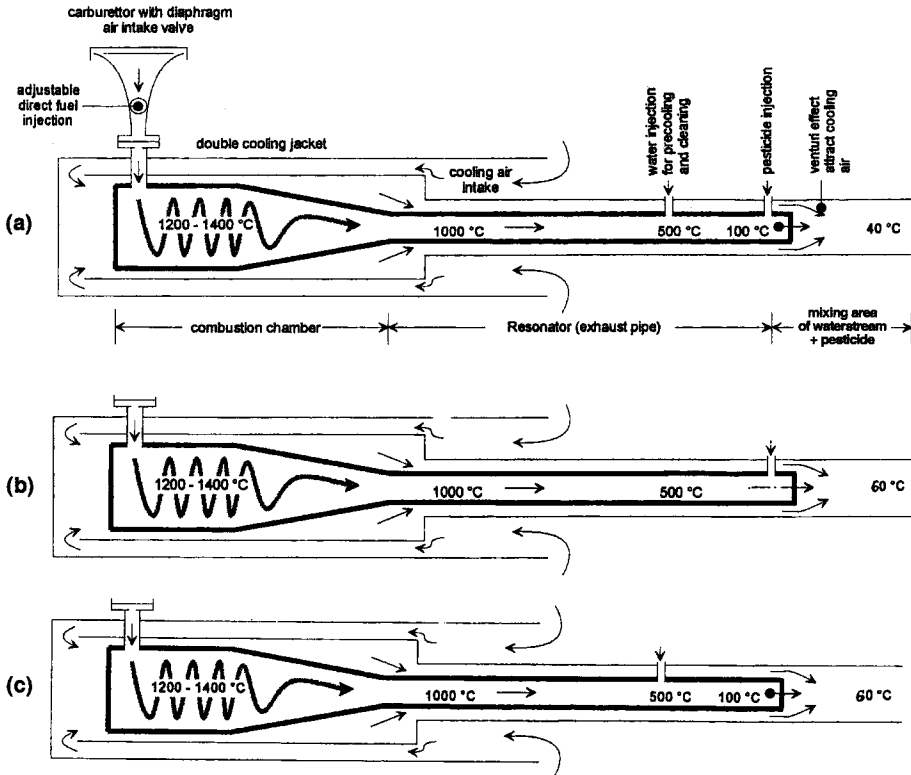 carburettor with diaphragm
air intake valve
adjustable
direct fuel
injection
double cooling jacket
cooling air
intake
water injection
for precooling
and cleaning
pesticide injection
venturi effect
attract cooling
air
(a)
1200 - 1400 °C
1000 °C
500 °C
100 °C
40 °C
combustion chamber
Resonator (exhaust pipe)
mixing area
of waterstream
+ pesticide
(b)
1200 - 1400 °C
1000 °C
500 °C
60 °C
(c)
1200 - 1400 °C
1000 °C
500 °C
100 °C
60 °C